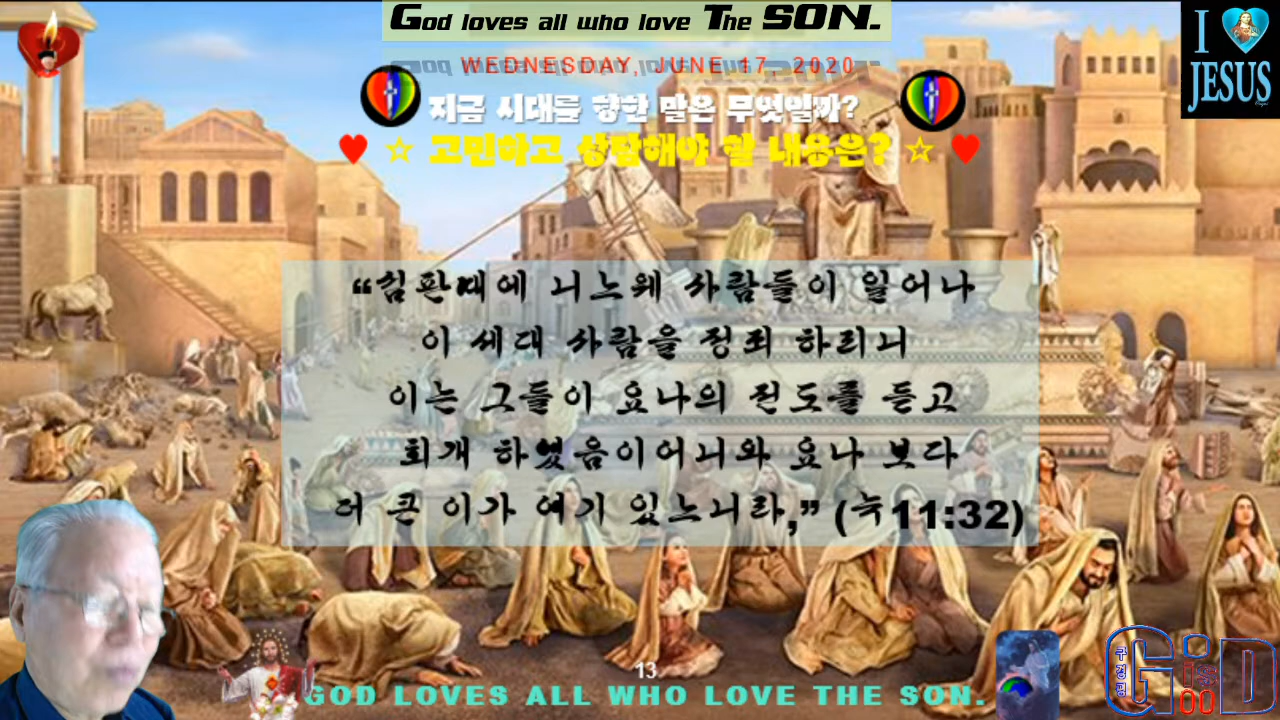 God loves all who love The SON.
I
JESUS
WEDNESDAY, JUNE 17, 2020
지금 시대를 향한 말은 무엇일까?
♥ ☆ 고민하고 상담해야 할 내용은? ☆ ♥
“심판때에 니느웨 사람들이 일어나
이 세대 사람을 정죄 하리니
이는 그들이 요나의 전도를 듣고
회개 하였음이어니와 요나 보다
더 큰 이가 여기 있느니라,” (눅11:32)
13
GOD LOVES ALL WHO LOVE THE SON.
GOD
is